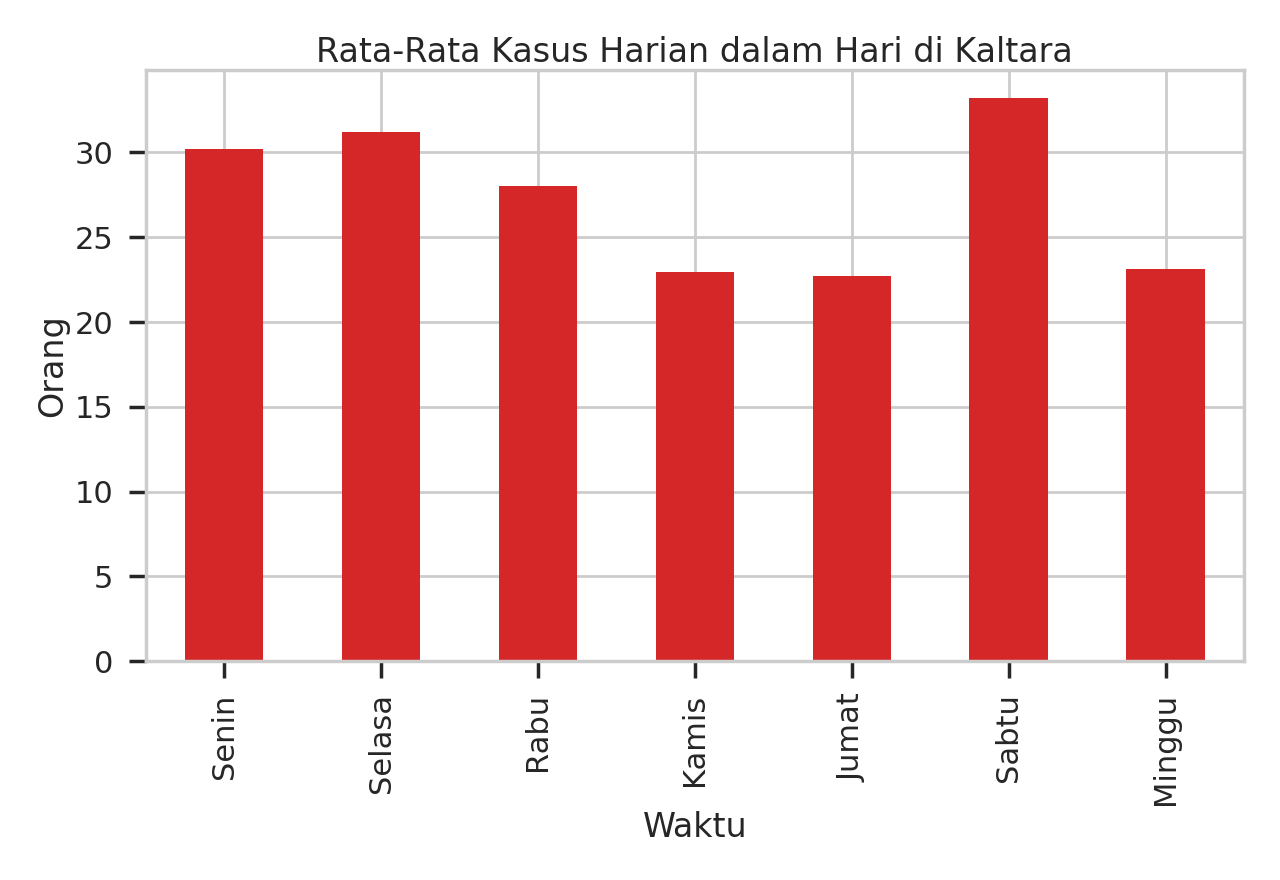 Rata-Rata Kasus Harian dalam Hari di Kaltara
Orang
30
25
20
15
10
5
0
Senin
Selasa
Rabu
Kamis
Jumat
Sabtu
Minggu
Waktu